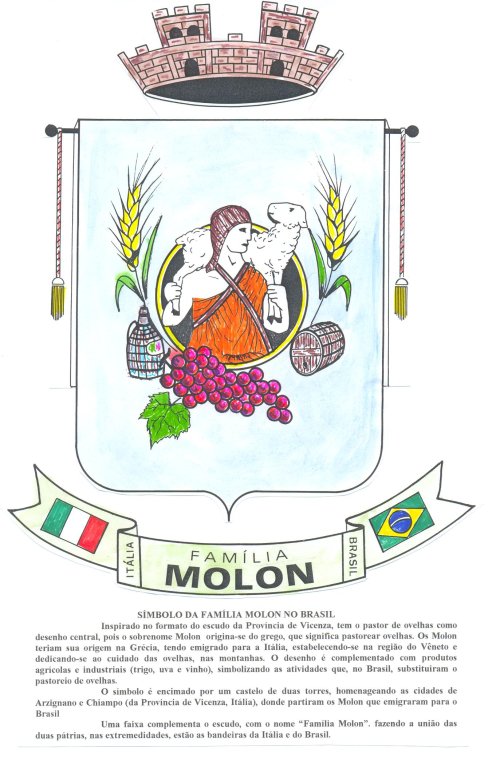 ITÁLIA
FAMÍLIA
MOLON
BRASIL
SÍMBOLO DA FAMÍLIA MOLON NO BRASIL
Inspirado no formato do escudo da Provincia de Vicenza, tem o pastor de ovelhas como
desenho central, pois o sobrenome Molon origina-se do grego, que significa pastorear ovelhas. Os Molon
teriam sua origem na Grécia, tendo emigrado para a Itália, estabelecendo-se na região do Vêneto e
dedicando-se ao cuidado das ovelhas, nas montanhas. O desenho é complementado com produtos
agrícolas e industriais (trigo, uva e vinho), simbolizando as atividades que, no Brasil, substituíram o
pastoreio de ovelhas.
O símbolo é encimado por um castelo de duas torres, homenageando as cidades de
Arzignano e Chiampo (da Provincia de Vicenza, Itália), donde partiram os Molon que emigraram para o
Brasil
Uma faixa complementa o escudo, com o nome “Familia Molon”. fazendo a união das
duas pátrias, nas extremedidades, estão as bandeiras da Itália e do Brasil.